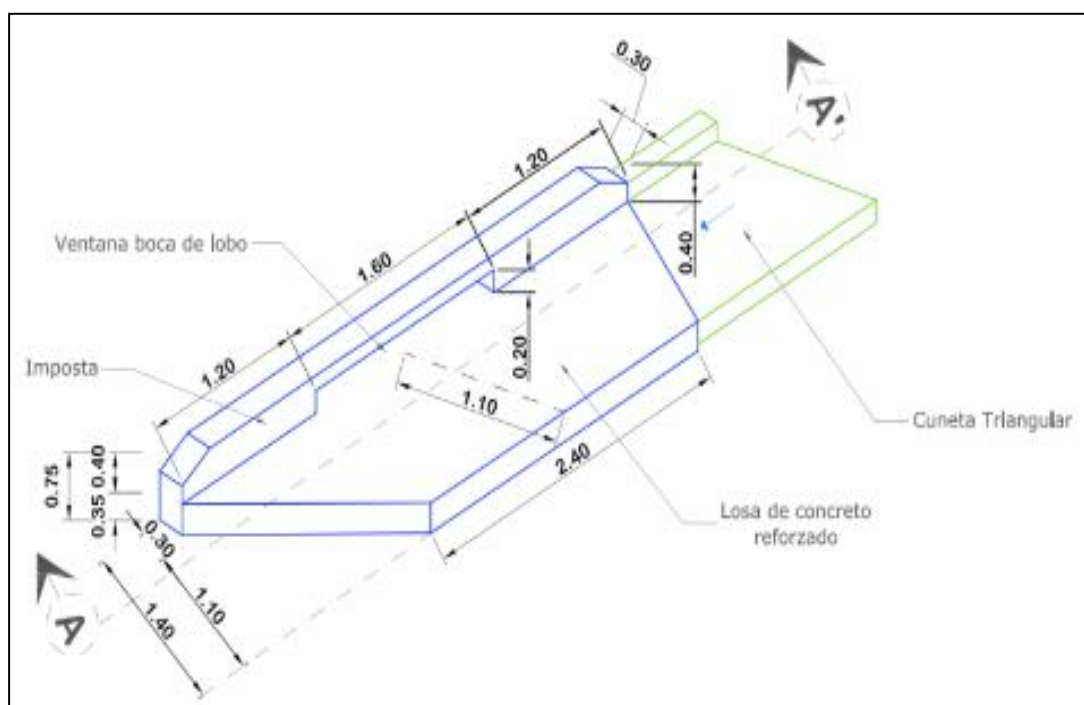 0.30
A'
1.20
Ventana boca de lobo
1.60
0.40
0.20
Imposta
1.20
1.10
Cuneta Triangular
2.40
0.75
0.40
0.35
Losa de concreto
reforzado
0.30
1.10
1.40
A